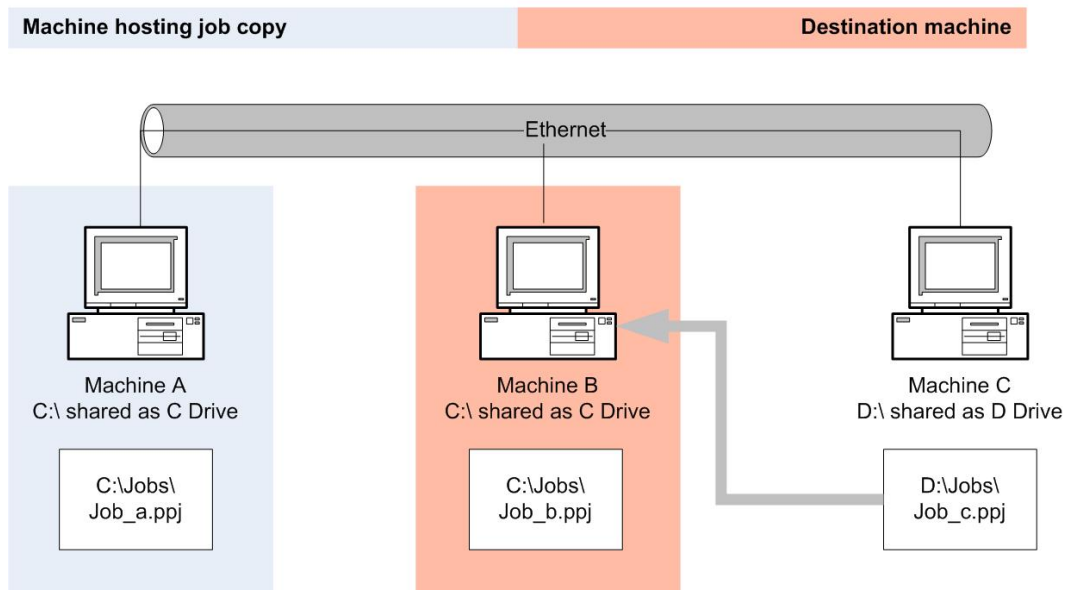 Machine hosting job copy
Destination machine
Ethernet
Machine A
C:\ shared as C Drive
Machine B
C:\ shared as C Drive
Machine C
D:\ shared as D Drive
C:\Jobs\
Job_a.ppj
C:\Jobs\
Job_b.ppj
D:\Jobs\
Job_c.ppj